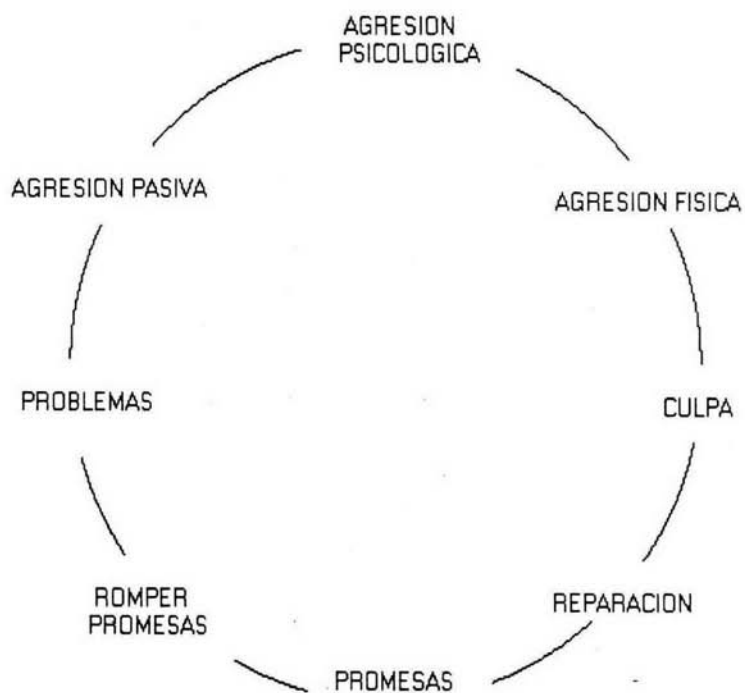 AGRESION
PSICOLOGICA
AGRESION PASIVA
AGRESION FISICA
PROBLEMAS
CULPA
ROMPER
PROMESAS
REPARACION
PROMESAS